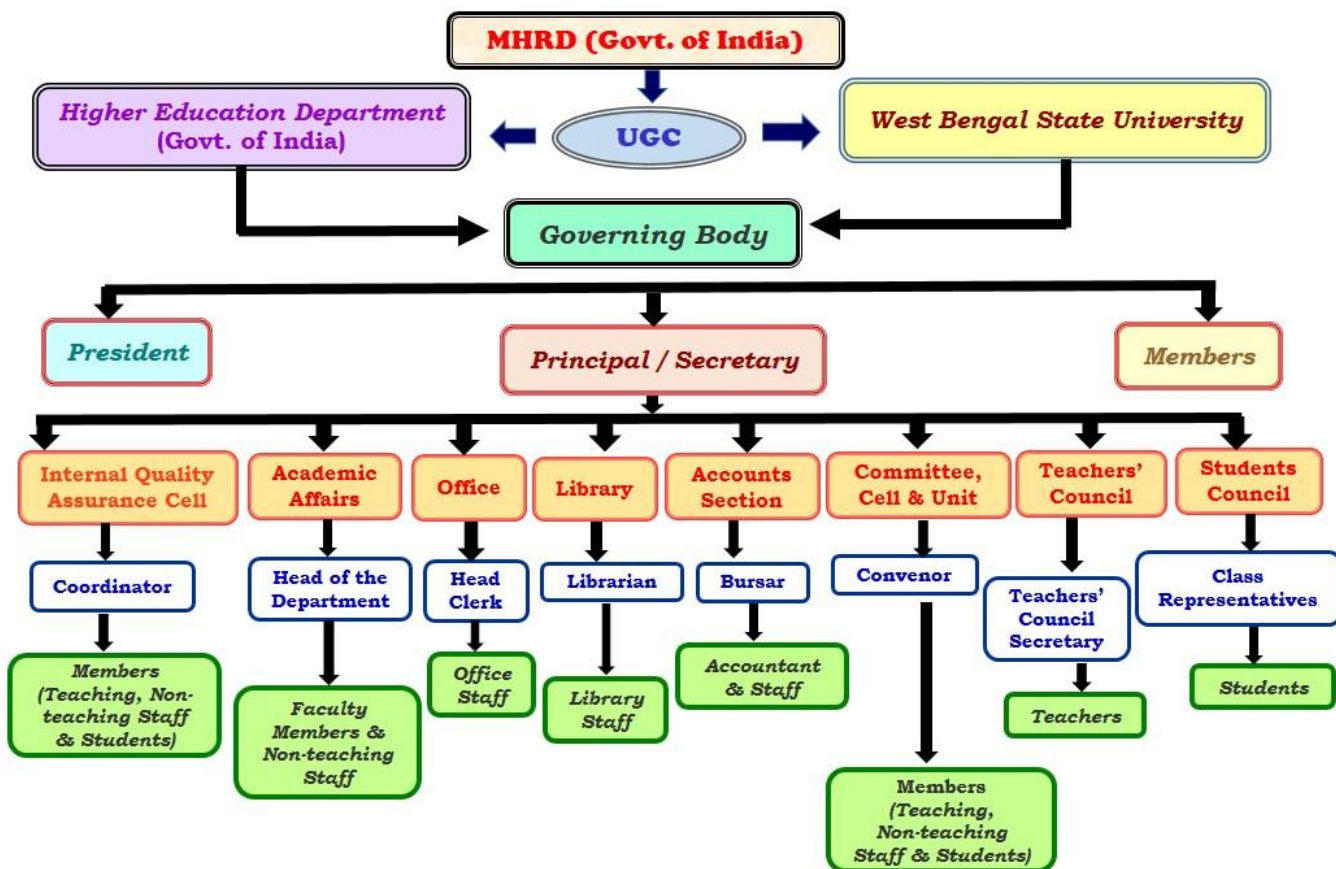 MHRD (Govt. of India)
Higher Education Department
(Govt. of India)
UGC
West Bengal State University
Governing Body
President
Principal / Secretary
Members
Internal Quality
Assurance Cell
Academic
Affairs
Office
Library
Accounts
Section
Committee,
Cell & Unit
Teachers’
Council
Students
Council
Coordinator
Head of the
Department
Head
Clerk
Librarian
Bursar
Convenor
Teachers’
Council
Secretary
Class
Representatives
Members
(Teaching, Non-
teaching Staff
& Students)
Faculty
Members &
Non-teaching
Staff
Office
Staff
Library
Staff
Accountant
& Staff
Members
(Teaching,
Non-teaching
Staff & Students)
Teachers
Students